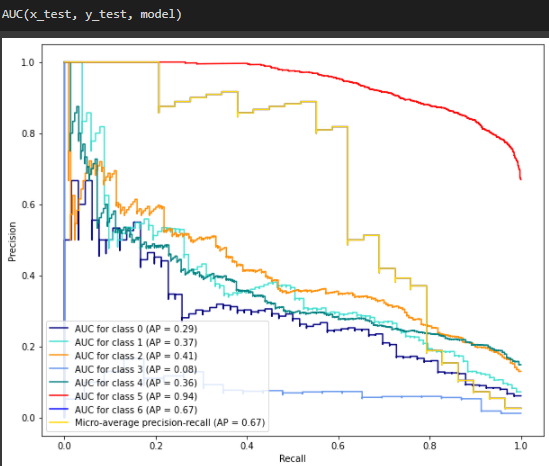 AUC(x_test, y_test, model)
1.0
0.8
0.6
0.4
0.2
0.0
Precision
AUC for class 0 (AP = 0.29)
AUC for class 1 (AP = 0.37)
AUC for class 2 (AP = 0.41)
AUC for class 3 (AP = 0.08)
AUC for class 4 (AP = 0.36)
AUC for class 5 (AP = 0.94)
AUC for class 6 (AP = 0.67)
Micro-average precision-recall (AP = 0.67)
0.0 0.2 0.4 0.6 0.8 1.0
Recall